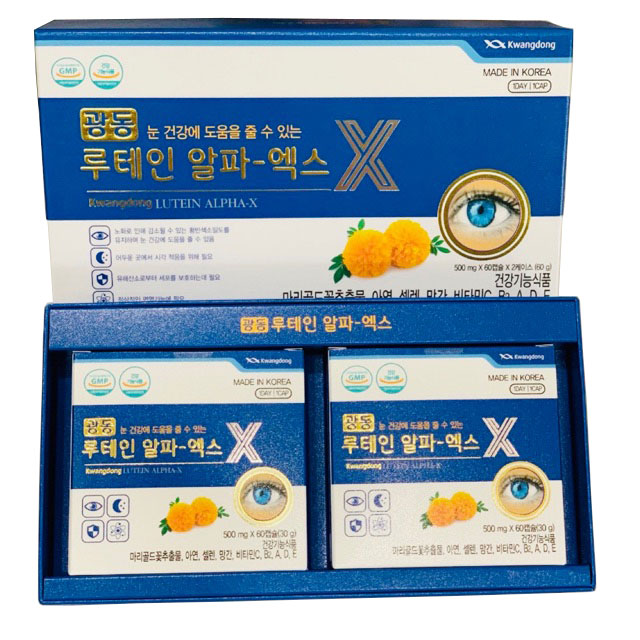 Kwangdong
GMP
MADE IN KOREA
1DAY | 1CAP
광동 눈 건강에 도움을 줄 수 있는
루테인 알파-엑스 X
Kwangdong LUTEIN ALPHA-X
노화로 인해 감소될 수 있는 황반색소밀도를
유지하여 눈 건강에 도움을 줄 수 있음
어두운 곳에서 시각 적응을 위해 필요
유해산소로부터 세포를 보호하는데 필요
정상적인 면역기능에 필요
500 mg X 60캡슐 X 2케이스 (60 g)
건강기능식품
마리골드꽃추출물, 아연, 셀렌, 망간, 비타민C, B2, A, D, E
광동 루테인 알파-엑스
Kwangdong
GMP
MADE IN KOREA
1DAY | 1CAP
광동 눈 건강에 도움을 줄 수 있는
루테인 알파-엑스 X
Kwangdong LUTEIN ALPHA-X
500 mg X 60캡슐 (30 g)
건강기능식품
마리골드꽃추출물, 아연, 셀렌, 망간, 비타민C, B2, A, D, E
Kwangdong
GMP
MADE IN KOREA
1DAY | 1CAP
광동 눈 건강에 도움을 줄 수 있는
루테인 알파-엑스 X
Kwangdong LUTEIN ALPHA-X
500 mg X 60캡슐 (30 g)
건강기능식품
마리골드꽃추출물, 아연, 셀렌, 망간, 비타민C, B2, A, D, E